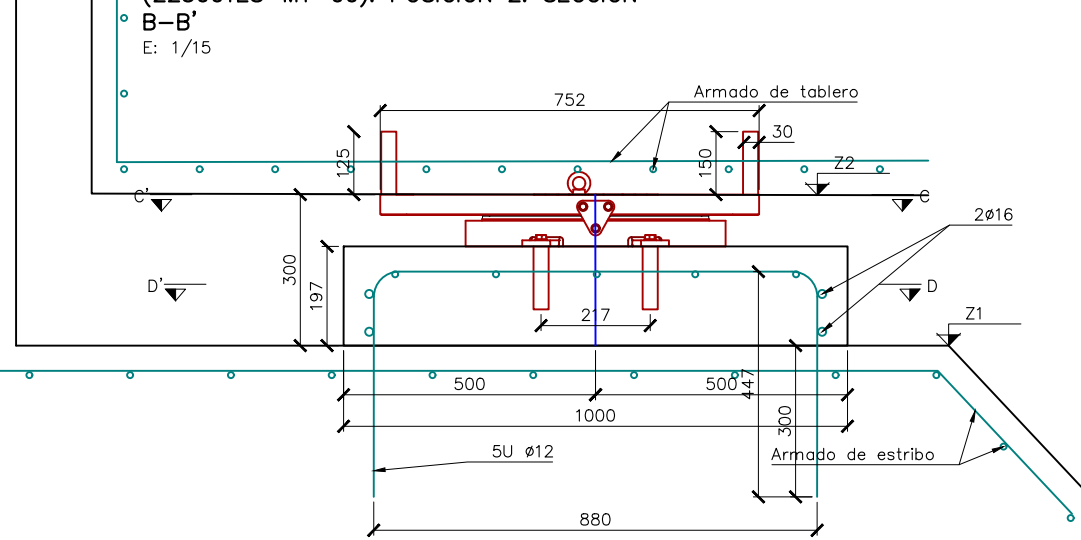 B-B'
E: 1/15
752
Armado de tablero
125
150
30
Z2
C'
C
2ø16
300
197
D'
D
217
Z1
500
500
447
1000
300
5U ø12
Armado de estribo
880